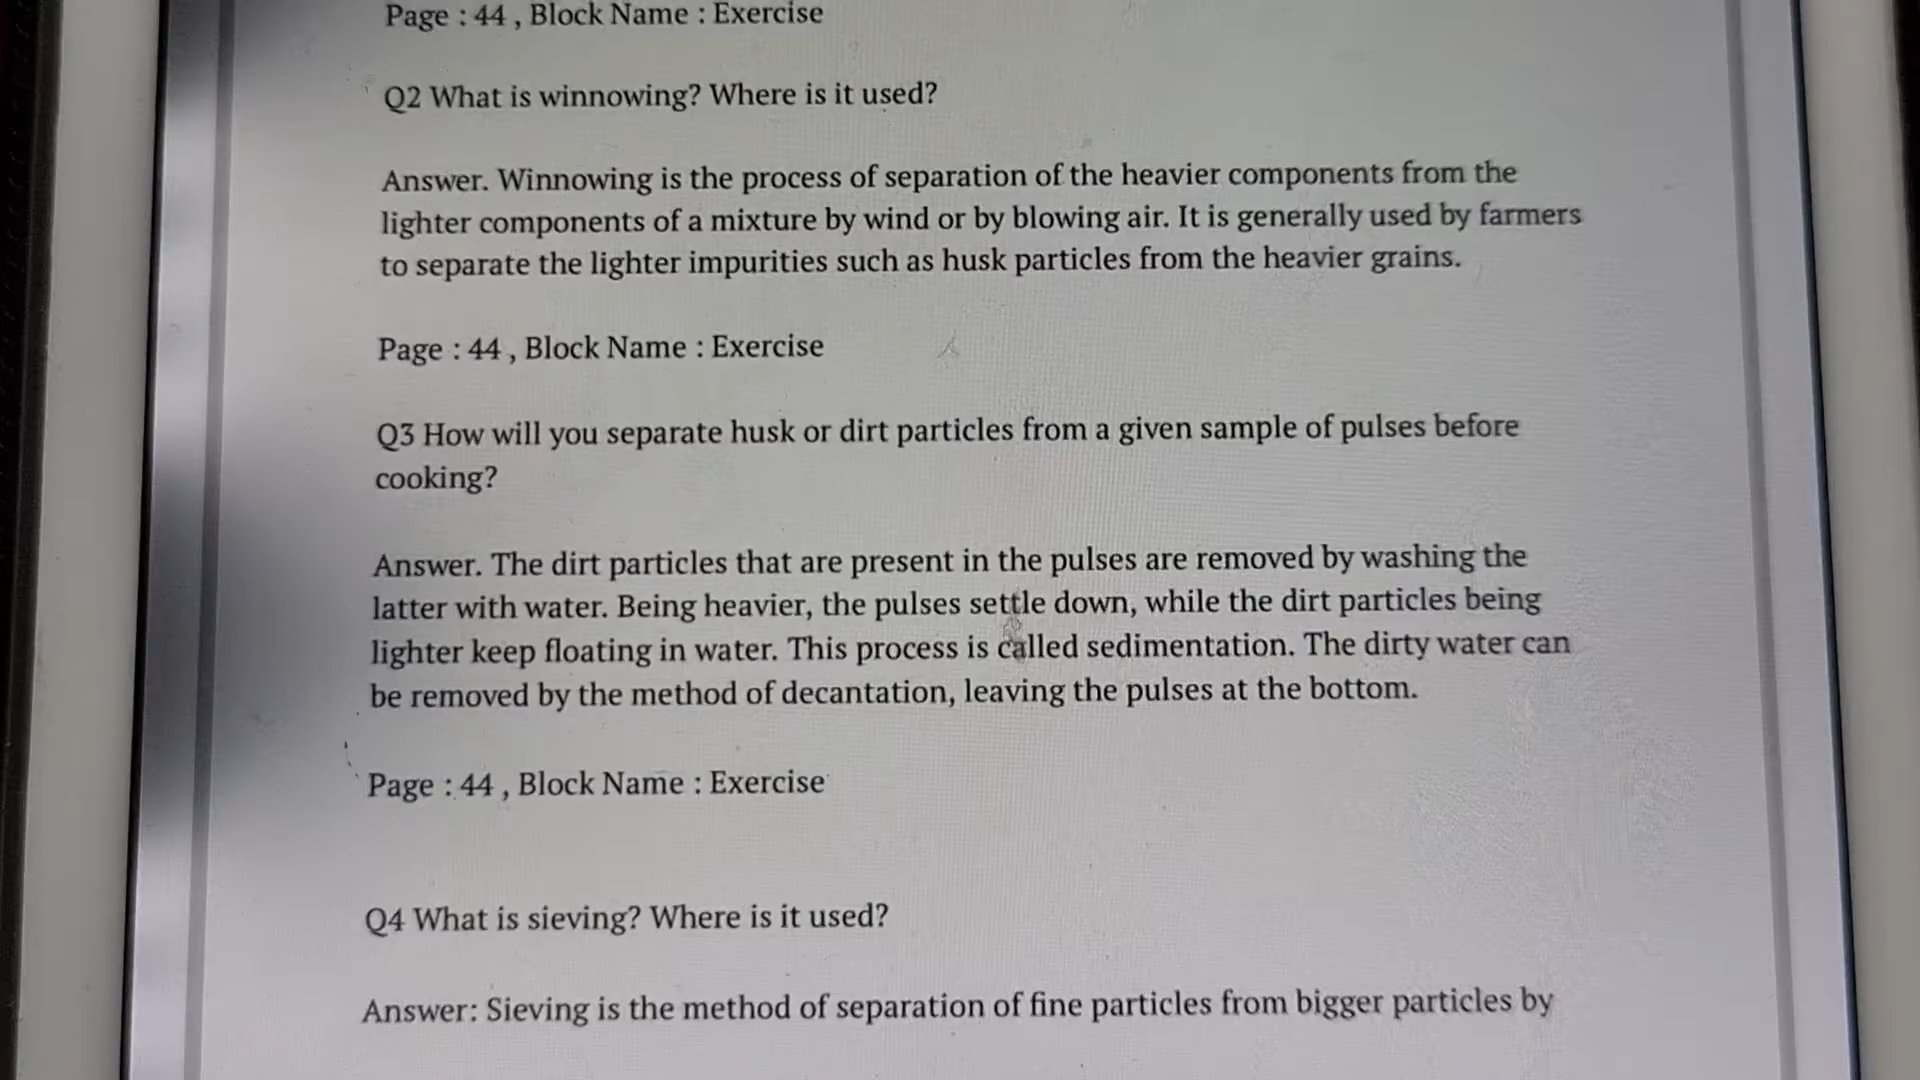 Page : 44 , Block Name : Exercise
Q2 What is winnowing? Where is it used?
Answer. Winnowing is the process of separation of the heavier components from the
lighter components of a mixture by wind or by blowing air. It is generally used by farmers
to separate the lighter impurities such as husk particles from the heavier grains.
Page : 44 , Block Name : Exercise
Q3 How will you separate husk or dirt particles from a given sample of pulses before
cooking?
Answer. The dirt particles that are present in the pulses are removed by washing the
latter with water. Being heavier, the pulses settle down, while the dirt particles being
lighter keep floating in water. This process is called sedimentation. The dirty water can
be removed by the method of decantation, leaving the pulses at the bottom.
Page : 44 , Block Name : Exercise
Q4 What is sieving? Where is it used?
Answer: Sieving is the method of separation of fine particles from bigger particles by